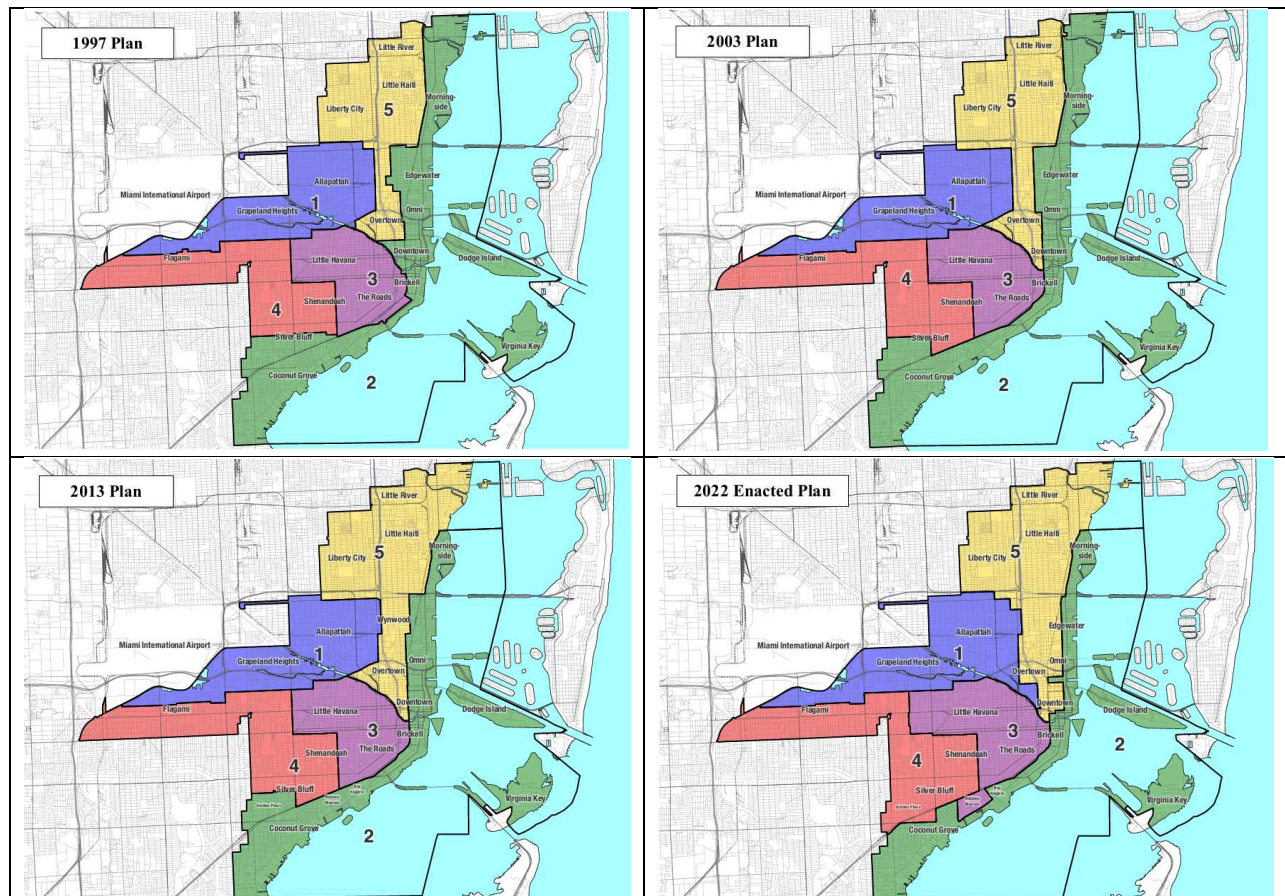 1997 Plan
Little River
Little Haiti
Liberty City
5
Morning-
side
Miami International Airport
Allapattah
Edgewater
1
Grapeland Heights
Omni
Overtown
Downtown
Flagami
Little Havana
Dodge Island
3
Brickell
Shenandoah
The Roads
4
Silver Bluff
Virginia Key
Coconut Grove
2
2003 Plan
Little River
Little Haiti
Liberty City
5
Morning-
side
Miami International Airport
Allapattah
Edgewater
1
Grapeland Heights
Omni
Overtown
Downtown
Flagami
Little Havana
Dodge Island
4
3
Brickell
Shenandoah
The Roads
Silver Bluff
Virginia Key
Coconut Grove
2
2013 Plan
Little River
Little Haiti
Liberty City
5
Morning-
side
Wynwood
Miami International Airport
Allapattah
1
Grapeland Heights
Omni
Overtown
Downtown
Flagami
Little Havana
Dodge Island
3
Brickell
Shenandoah
The Roads
4
Silver Bluff
Bay
Heights
Virginia Key
Coconut Grove
2
2022 Enacted Plan
Little River
Little Haiti
Liberty City
5
Morning-
side
Edgewater
Miami International Airport
Allapattah
1
Grapeland Heights
Omni
Overtown
Downtown
Flagami
Little Havana
Dodge Island
3
Brickell
2
Shenandoah
The Roads
4
Silver Bluff
Bay
Heights
Virginia Key
Coconut Grove